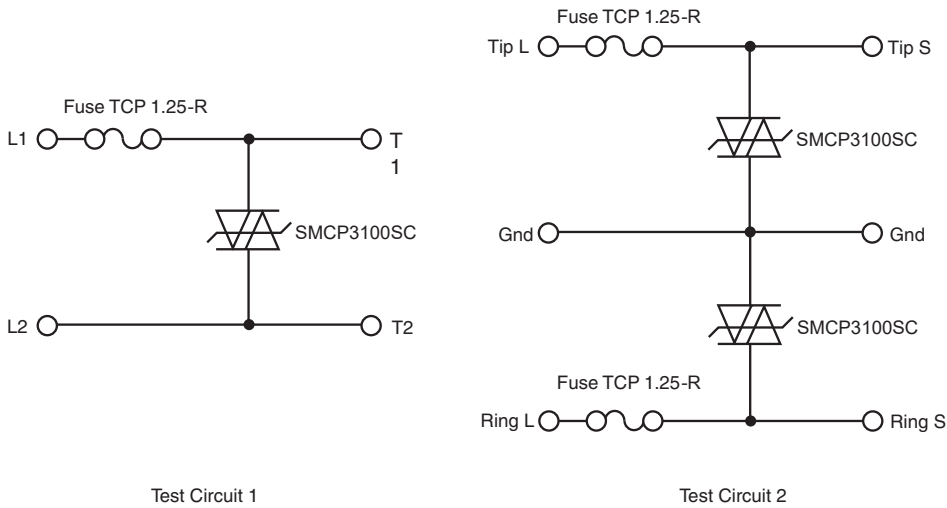 Fuse TCP 1.25-R
L1
T
1
SMCP3100SC
L2
T2
Test Circuit 1
Fuse TCP 1.25-R
Tip L
Tip S
SMCP3100SC
Gnd
Gnd
SMCP3100SC
Fuse TCP 1.25-R
Ring L
Ring S
Test Circuit 2